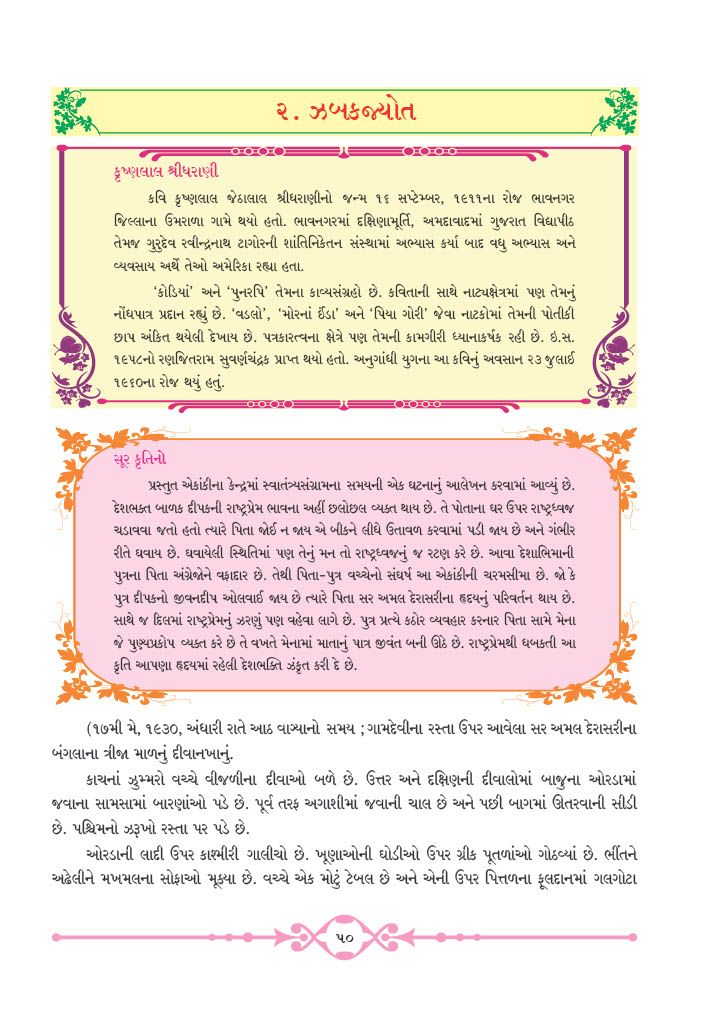 ૨. ઝબકજ્યોત
કૃષ્ણલાલ શ્રીધરાણી
કવિ કૃષ્ણલાલ જેઠાલાલ શ્રીધરાણીનો જન્મ ૧૬ સપ્ટેમ્બર, ૧૯૧૧ના રોજ ભાવનગર
જિલ્લાના ઉમરાળા ગામે થયો હતો. ભાવનગરમાં દક્ષિણામૂર્તિ, અમદાવાદમાં ગુજરાત વિદ્યાપીઠ
તેમજ ગુરુદેવ રવીન્દ્રનાથ ટાગોરની શાંતિનિકેતન સંસ્થામાં અભ્યાસ કર્યા બાદ વધુ અભ્યાસ અને
વ્યવસાય અર્થે તેઓ અમેરિકા રહ્યા હતા.
‘કોડિયાં’ અને ‘પુનરપિ’ તેમના કાવ્યસંગ્રહો છે. કવિતાની સાથે નાટ્યક્ષેત્રમાં પણ તેમનું
નોંધપાત્ર પ્રદાન રહ્યું છે. ‘વડલો’, ‘મોરનાં ઈંડા’ અને ‘પિયા ગોરી’ જેવા નાટકોમાં તેમની પોતીકી
છાપ અંકિત થયેલી દેખાય છે. પત્રકારત્વના ક્ષેત્રે પણ તેમની કામગીરી ધ્યાનાકર્ષક રહી છે. ઇ.સ.
૧૯૫૮નો રણજિતરામ સુવર્ણચંદ્રક પ્રાપ્ત થયો હતો. અનુગાંધી યુગના આ કવિનું અવસાન ૨૩ જુલાઈ
૧૯૬૦ના રોજ થયું હતું.
સૂર કૃતિનો
પ્રસ્તુત એકાંકીના કેન્દ્રમાં સ્વાતંત્ર્યસંગ્રામના સમયની એક ઘટનાનું આલેખન કરવામાં આવ્યું છે.
દેશભક્ત બાળક દીપકની રાષ્ટ્રપ્રેમ ભાવના અહીં છલોછલ વ્યક્ત થાય છે. તે પોતાના ઘર ઉપર રાષ્ટ્રધ્વજ
ચડાવવા જતો હતો ત્યારે પિતા જોઈ ન જાય એ બીકને લીધે ઉતાવળ કરવામાં પડી જાય છે અને ગંભીર
રીતે ઘવાય છે. ઘવાયેલી સ્થિતિમાં પણ તેનું મન તો રાષ્ટ્રધ્વજનું જ રટણ કરે છે. આવા દેશાભિમાની
પુત્રના પિતા અંગ્રેજોને વફાદાર છે. તેથી પિતા-પુત્ર વચ્ચેનો સંઘર્ષ આ એકાંકીની ચરમસીમા છે. જો કે
પુત્ર દીપકનો જીવનદીપ ઓલવાઈ જાય છે ત્યારે પિતા સર અમલ દેરાસરીના હૃદયનું પરિવર્તન થાય છે.
સાથે જ દિલમાં રાષ્ટ્રપ્રેમનું ઝરણું પણ વહેવા લાગે છે. પુત્ર પ્રત્યે કઠોર વ્યવહાર કરનાર પિતા સામે મેના
જે પુણ્યપ્રકોપ વ્યક્ત કરે છે તે વખતે મેનામાં માતાનું પાત્ર જીવંત બની ઊઠે છે. રાષ્ટ્રપ્રેમથી ધબકતી આ
કૃતિ આપણા હૃદયમાં રહેલી દેશભક્તિ ઝંકૃત કરી દે છે.
(૧૭મી મે, ૧૯૩૦, અંધારી રાતે આઠ વાગ્યાનો સમય ; ગામદેવીના રસ્તા ઉપર આવેલા સર અમલ દેરાસરીના
બંગલાના ત્રીજા માળનું દીવાનખાનું.
કાચનાં ઝુમ્મરો વચ્ચે વીજળીના દીવાઓ બળે છે. ઉત્તર અને દક્ષિણની દીવાલોમાં બાજુના ઓરડામાં
જવાના સામસામાં બારણાંઓ પડે છે. પૂર્વ તરફ અગાશીમાં જવાની ચાલ છે અને પછી બાગમાં ઊતરવાની સીડી
છે. પશ્ચિમનો ઝરૂખો રસ્તા પર પડે છે.
ઓરડાની લાદી ઉપર કાશ્મીરી ગાલીચો છે. ખૂણાઓની ઘોડીઓ ઉપર ગ્રીક પૂતળાંઓ ગોઠવ્યાં છે. ભીંતને
અઢેલીને મખમલના સોફાઓ મૂક્યા છે. વચ્ચે એક મોટું ટેબલ છે અને એની ઉપર પિત્તળના ફૂલદાનમાં ગલગોટા
૫૦